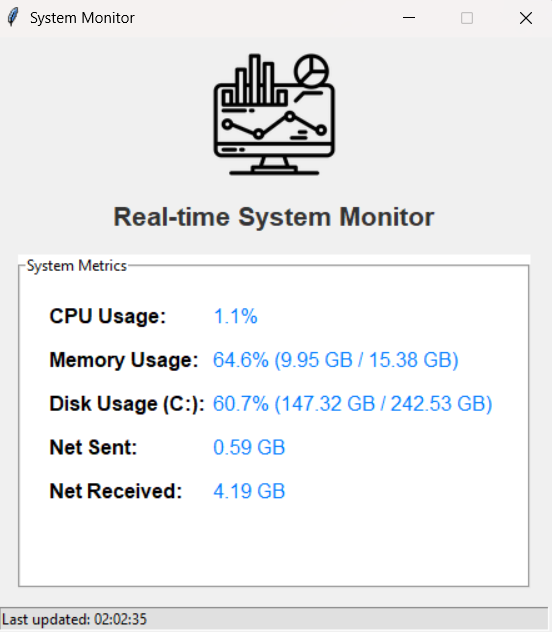 System Monitor
Real-time System Monitor
System Metrics
CPU Usage: 1.1%
Memory Usage: 64.6% (9.95 GB / 15.38 GB)
Disk Usage (C:): 60.7% (147.32 GB / 242.53 GB)
Net Sent: 0.59 GB
Net Received: 4.19 GB
Last updated: 02:02:35